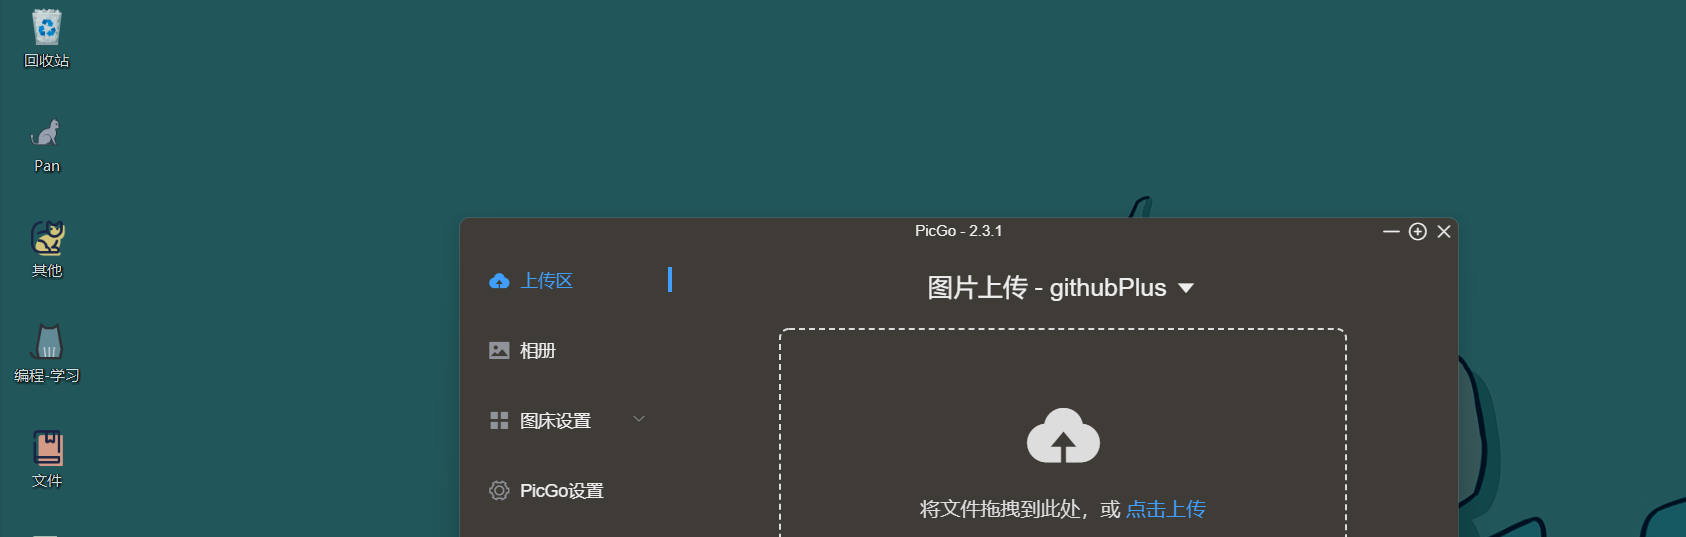 回收站
Pan
其他
编程-学习
文件
PicGo - 2.3.1
上传区
相册
图床设置
PicGo设置
图片上传 - githubPlus
将文件拖拽到此处，或 点击上传